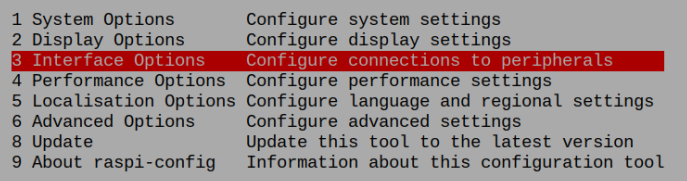 1 System Options Configure system settings
2 Display Options Configure display settings
3 Interface Options Configure connections to peripherals
4 Performance Options Configure performance settings
5 Localisation Options Configure language and regional settings
6 Advanced Options Configure advanced settings
8 Update Update this tool to the latest version
9 About raspi-config Information about this configuration tool